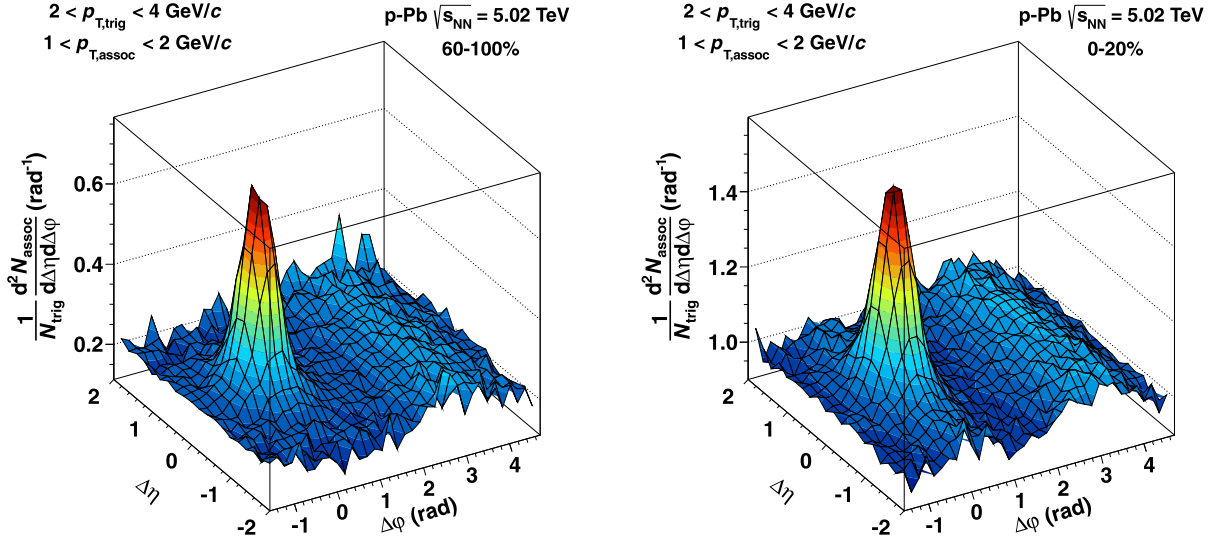 2 < p_T,trig < 4 GeV/c
1 < p_T,assoc < 2 GeV/c
p-Pb √s_NN = 5.02 TeV
60-100%
1/N_trig d²N_assoc/dΔηdΔφ (rad⁻¹)
0.6
0.4
0.2
2
1
0
-1
-2
Δη
-1
0
1
2
3
4
Δφ (rad)
2 < p_T,trig < 4 GeV/c
1 < p_T,assoc < 2 GeV/c
p-Pb √s_NN = 5.02 TeV
0-20%
1/N_trig d²N_assoc/dΔηdΔφ (rad⁻¹)
1.4
1.2
1.0
2
1
0
-1
-2
Δη
-1
0
1
2
3
4
Δφ (rad)